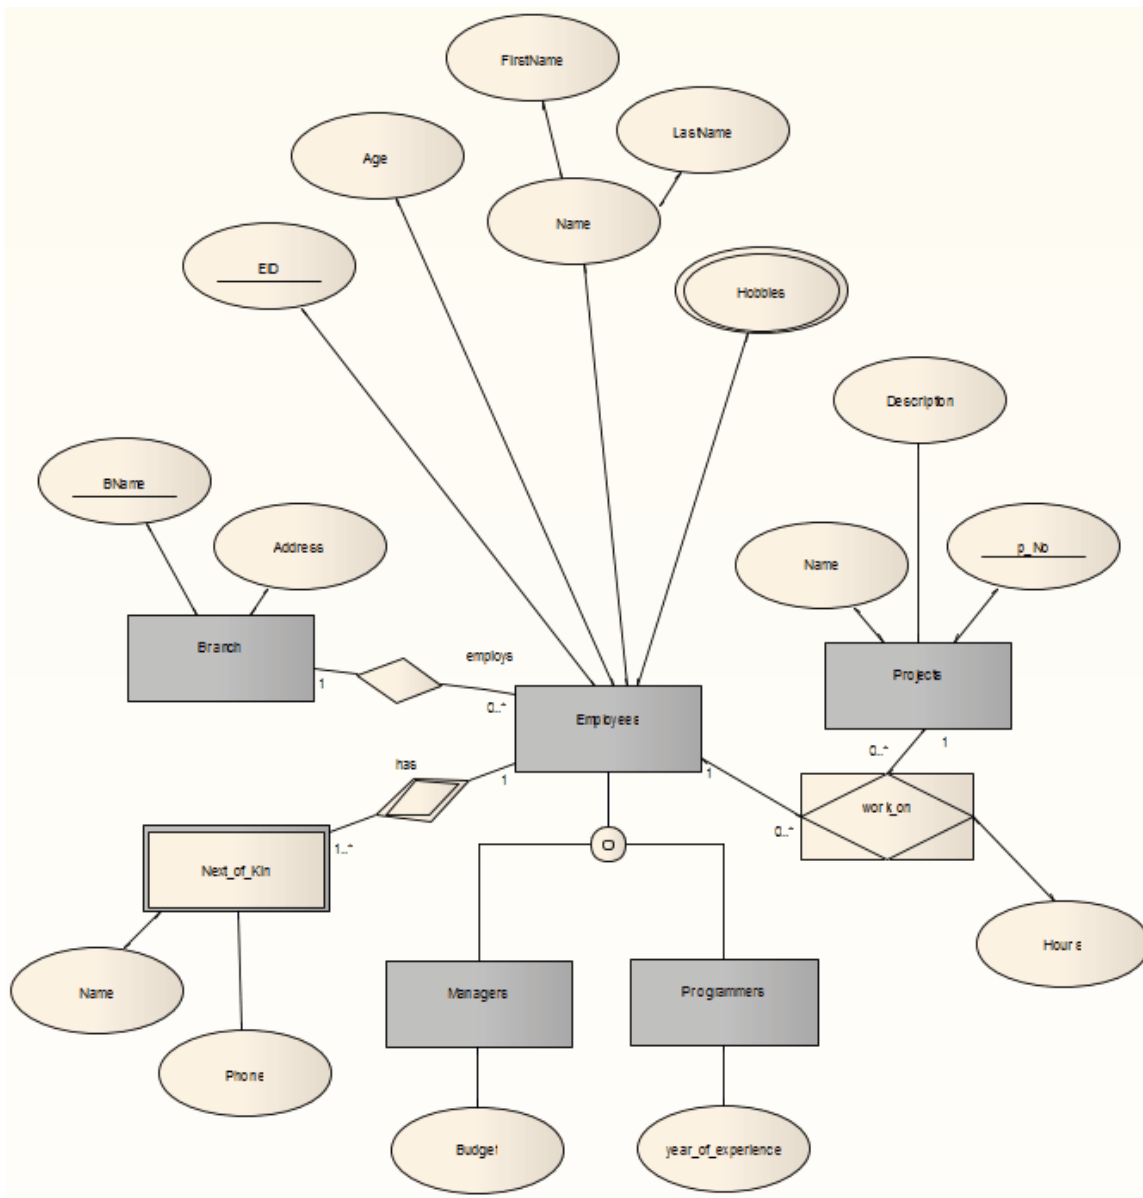 FirstName
LastName
Age
Name
EID
Hobbies
Description
BName
Address
Name
p_No
Branch
employs
Projects
1
0..*
Employees
0..*
1
has
1
1
work_on
0..*
1..*
Next_of_Kin
O
Hours
Name
Managers
Programmers
Phone
Budget
year_of_experience